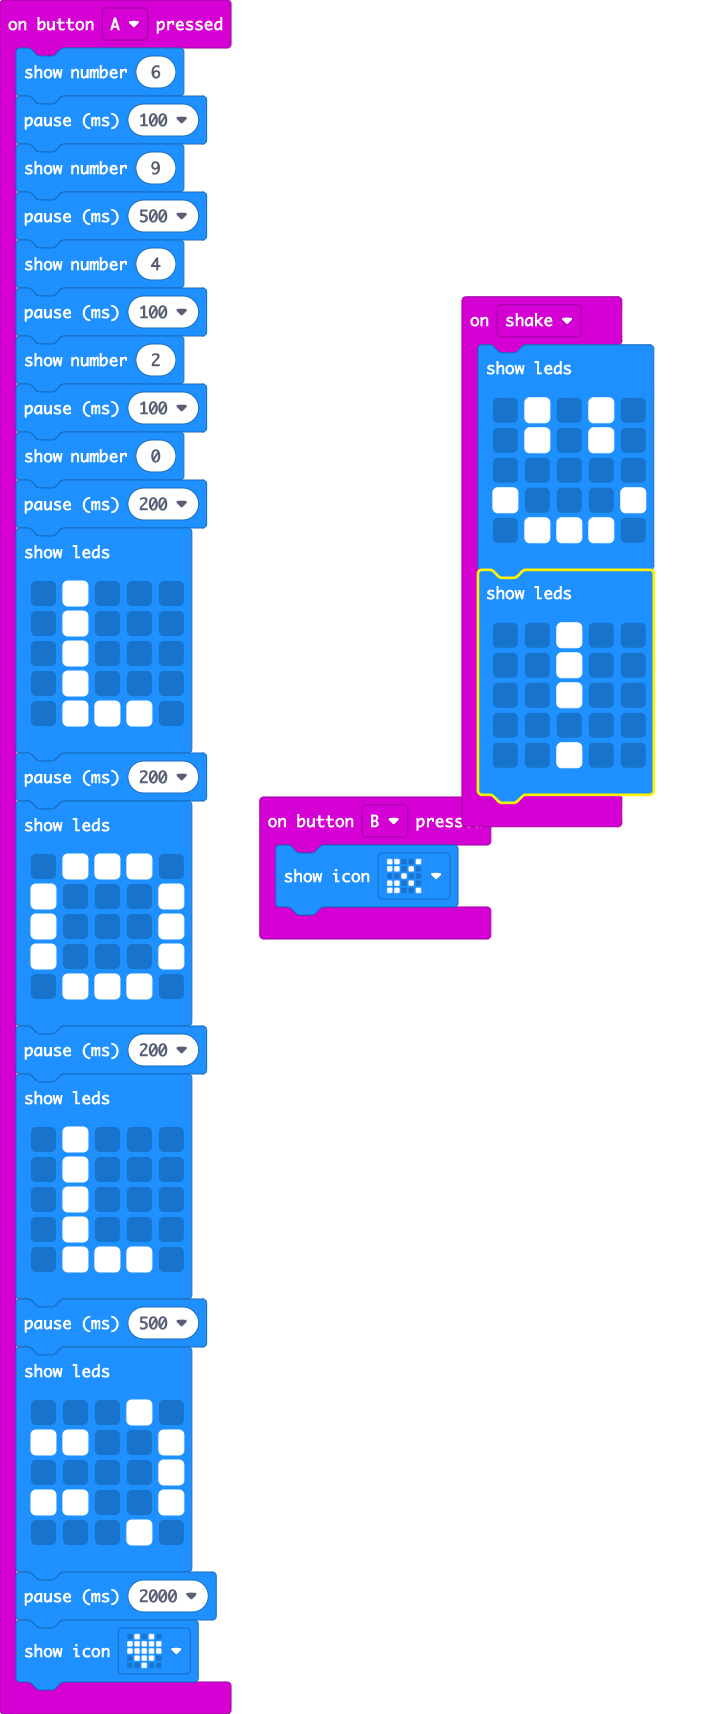 on button A pressed
show number 6
pause (ms) 100
show number 9
pause (ms) 500
show number 4
pause (ms) 100
show number 2
pause (ms) 100
show number 0
pause (ms) 200
show leds
pause (ms) 200
show leds
pause (ms) 200
show leds
pause (ms) 500
show leds
pause (ms) 2000
show icon
on button B press
show icon
on shake
show leds
show leds